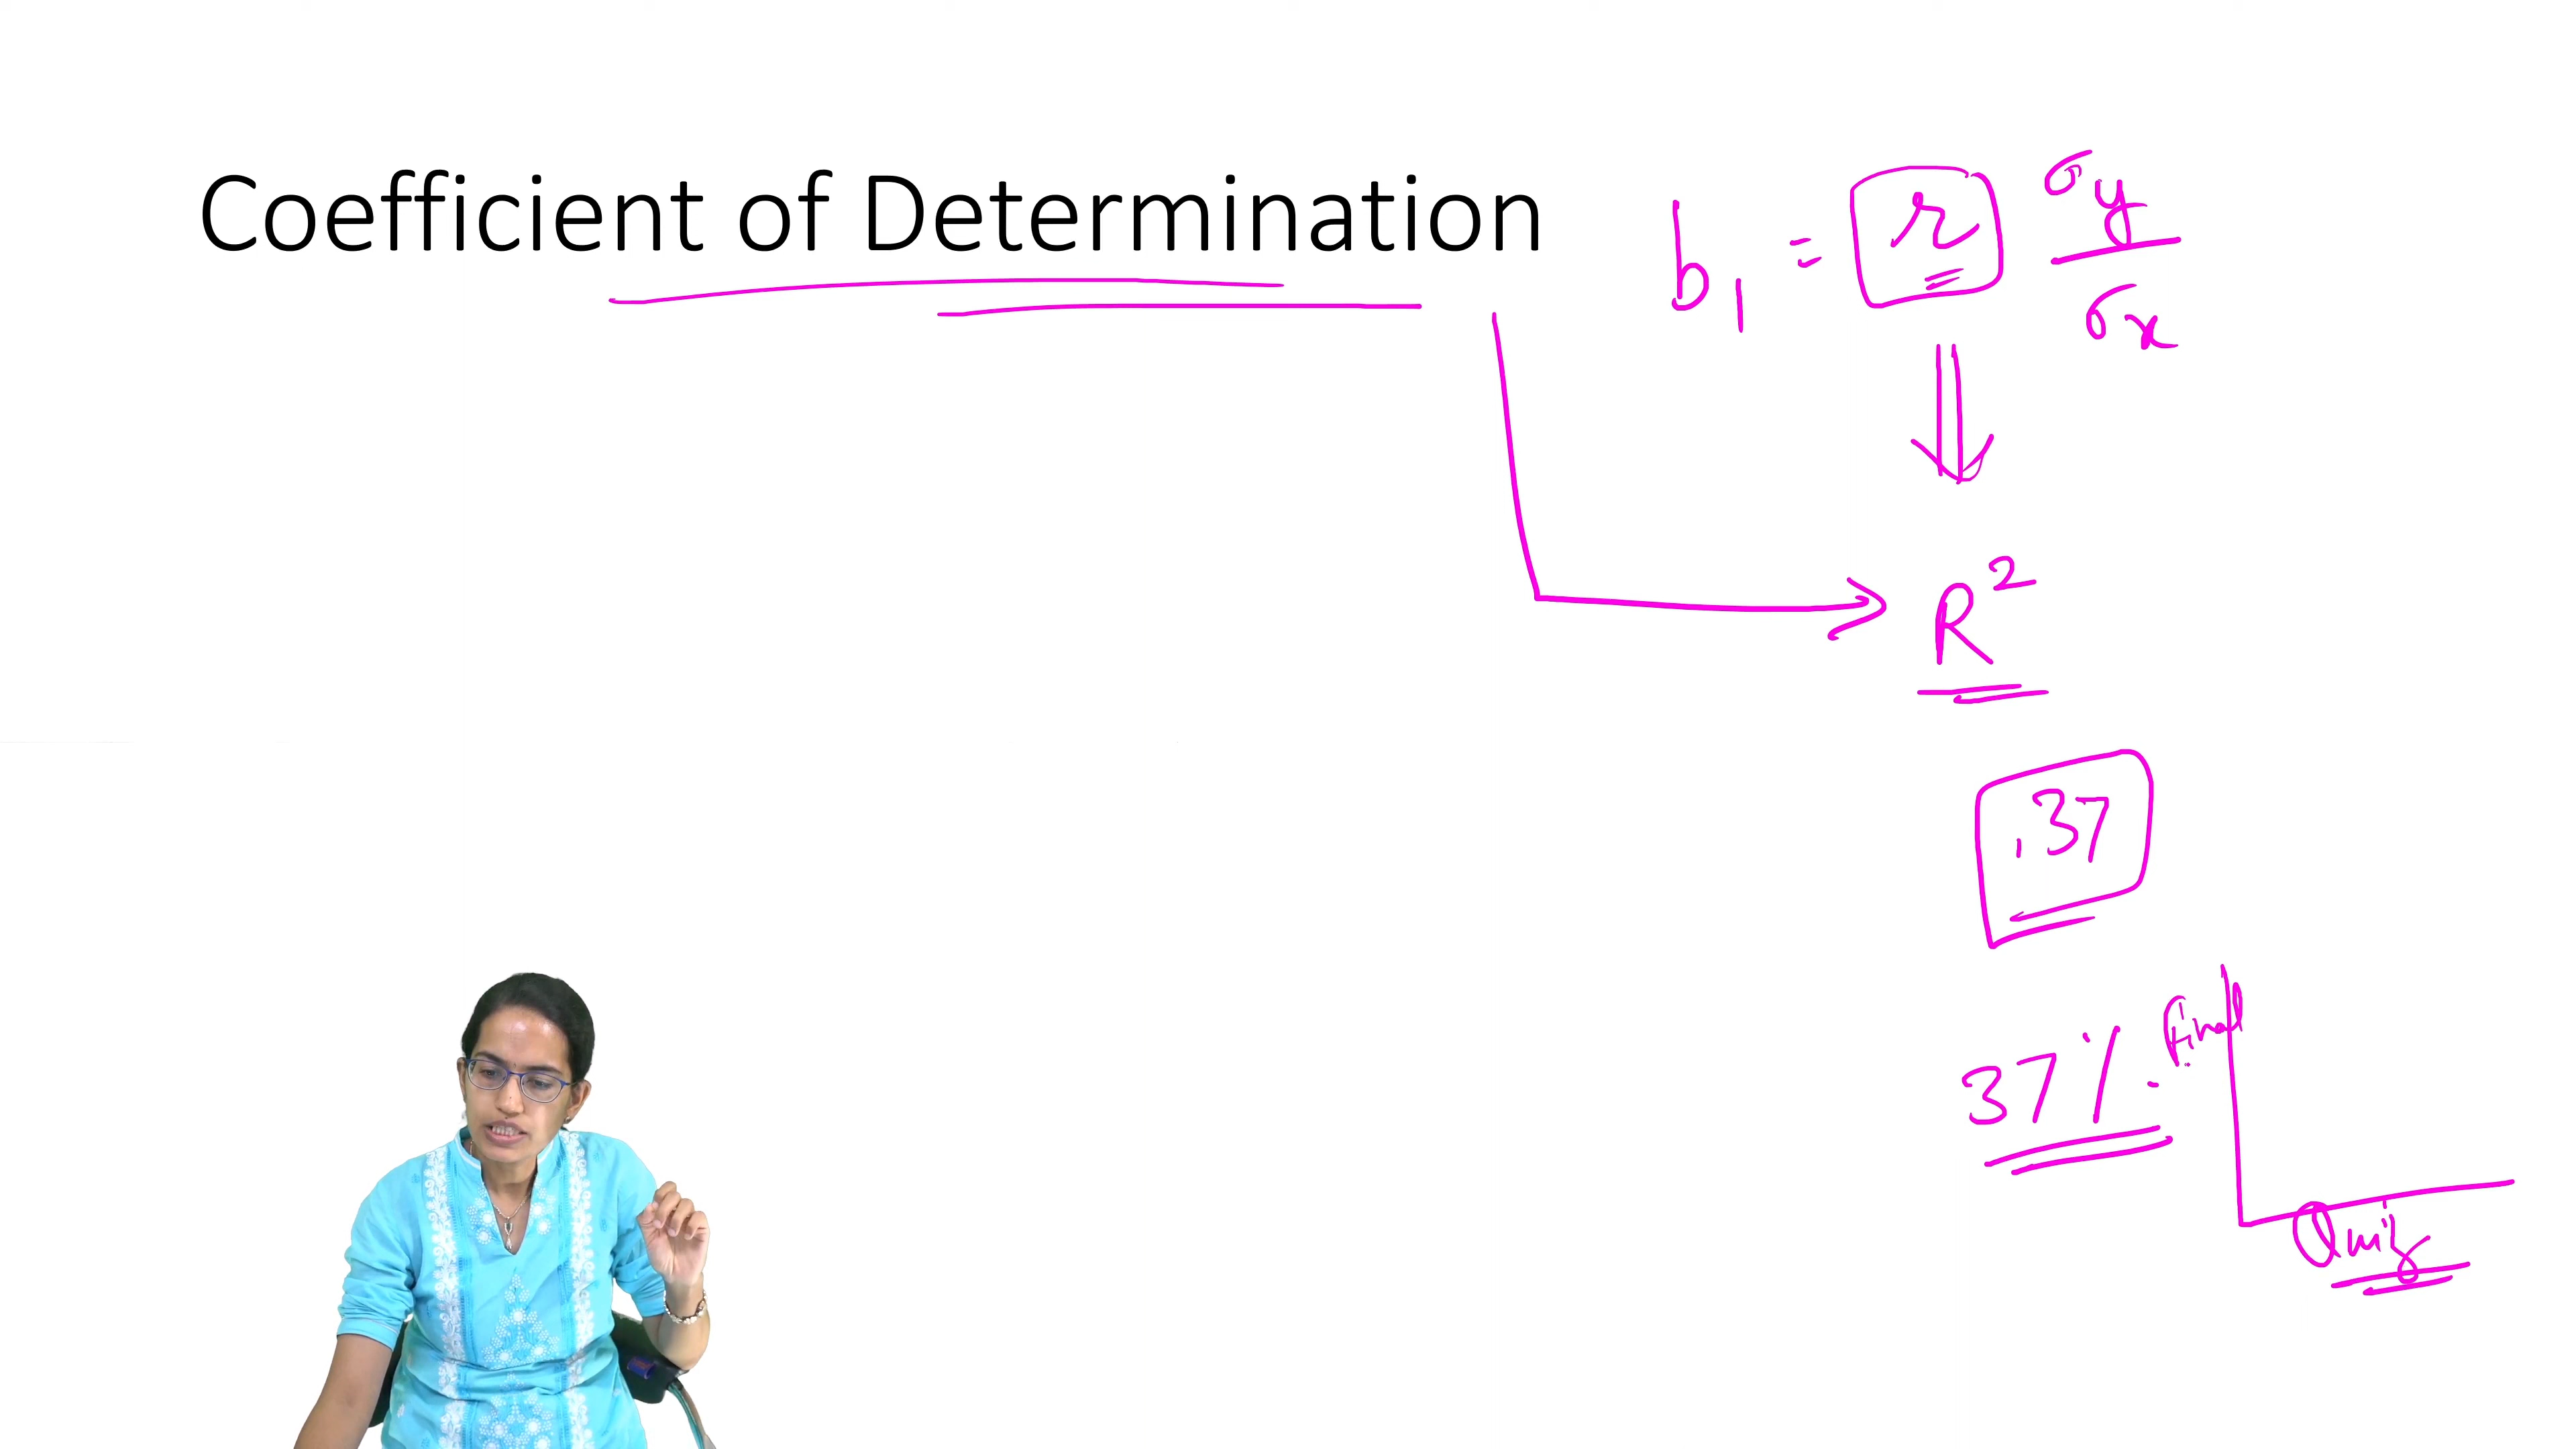 Coefficient of Determination
b₁ = r σy / σx
R²
.37
37%
Final
Quiz